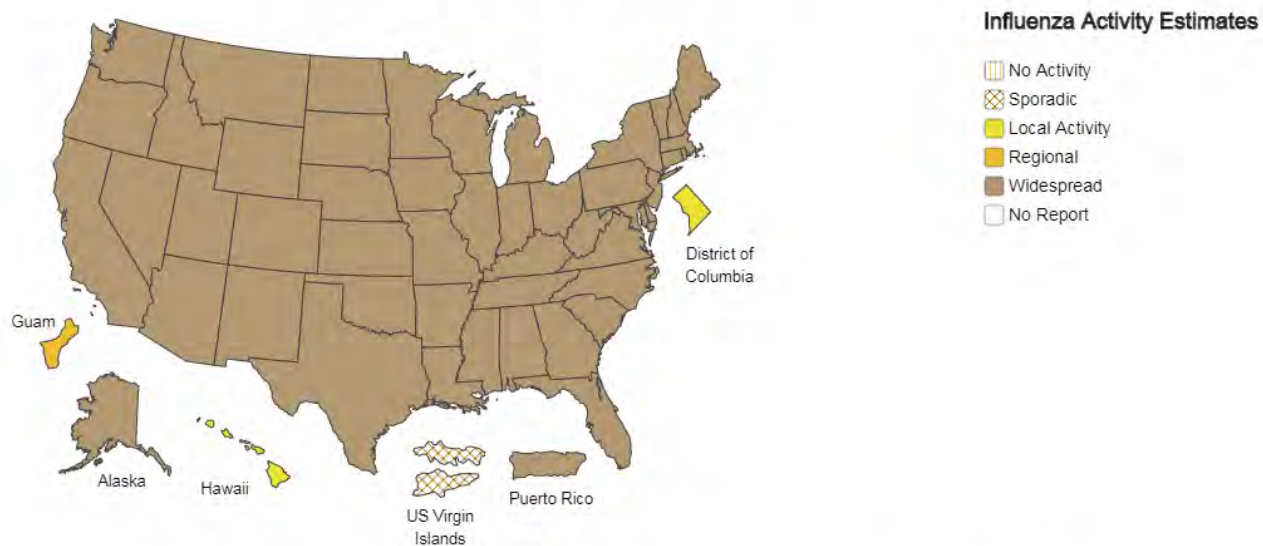 Influenza Activity Estimates
No Activity
Sporadic
Local Activity
Regional
Widespread
No Report
District of
Columbia
Guam
Alaska
Hawaii
US Virgin
Islands
Puerto Rico